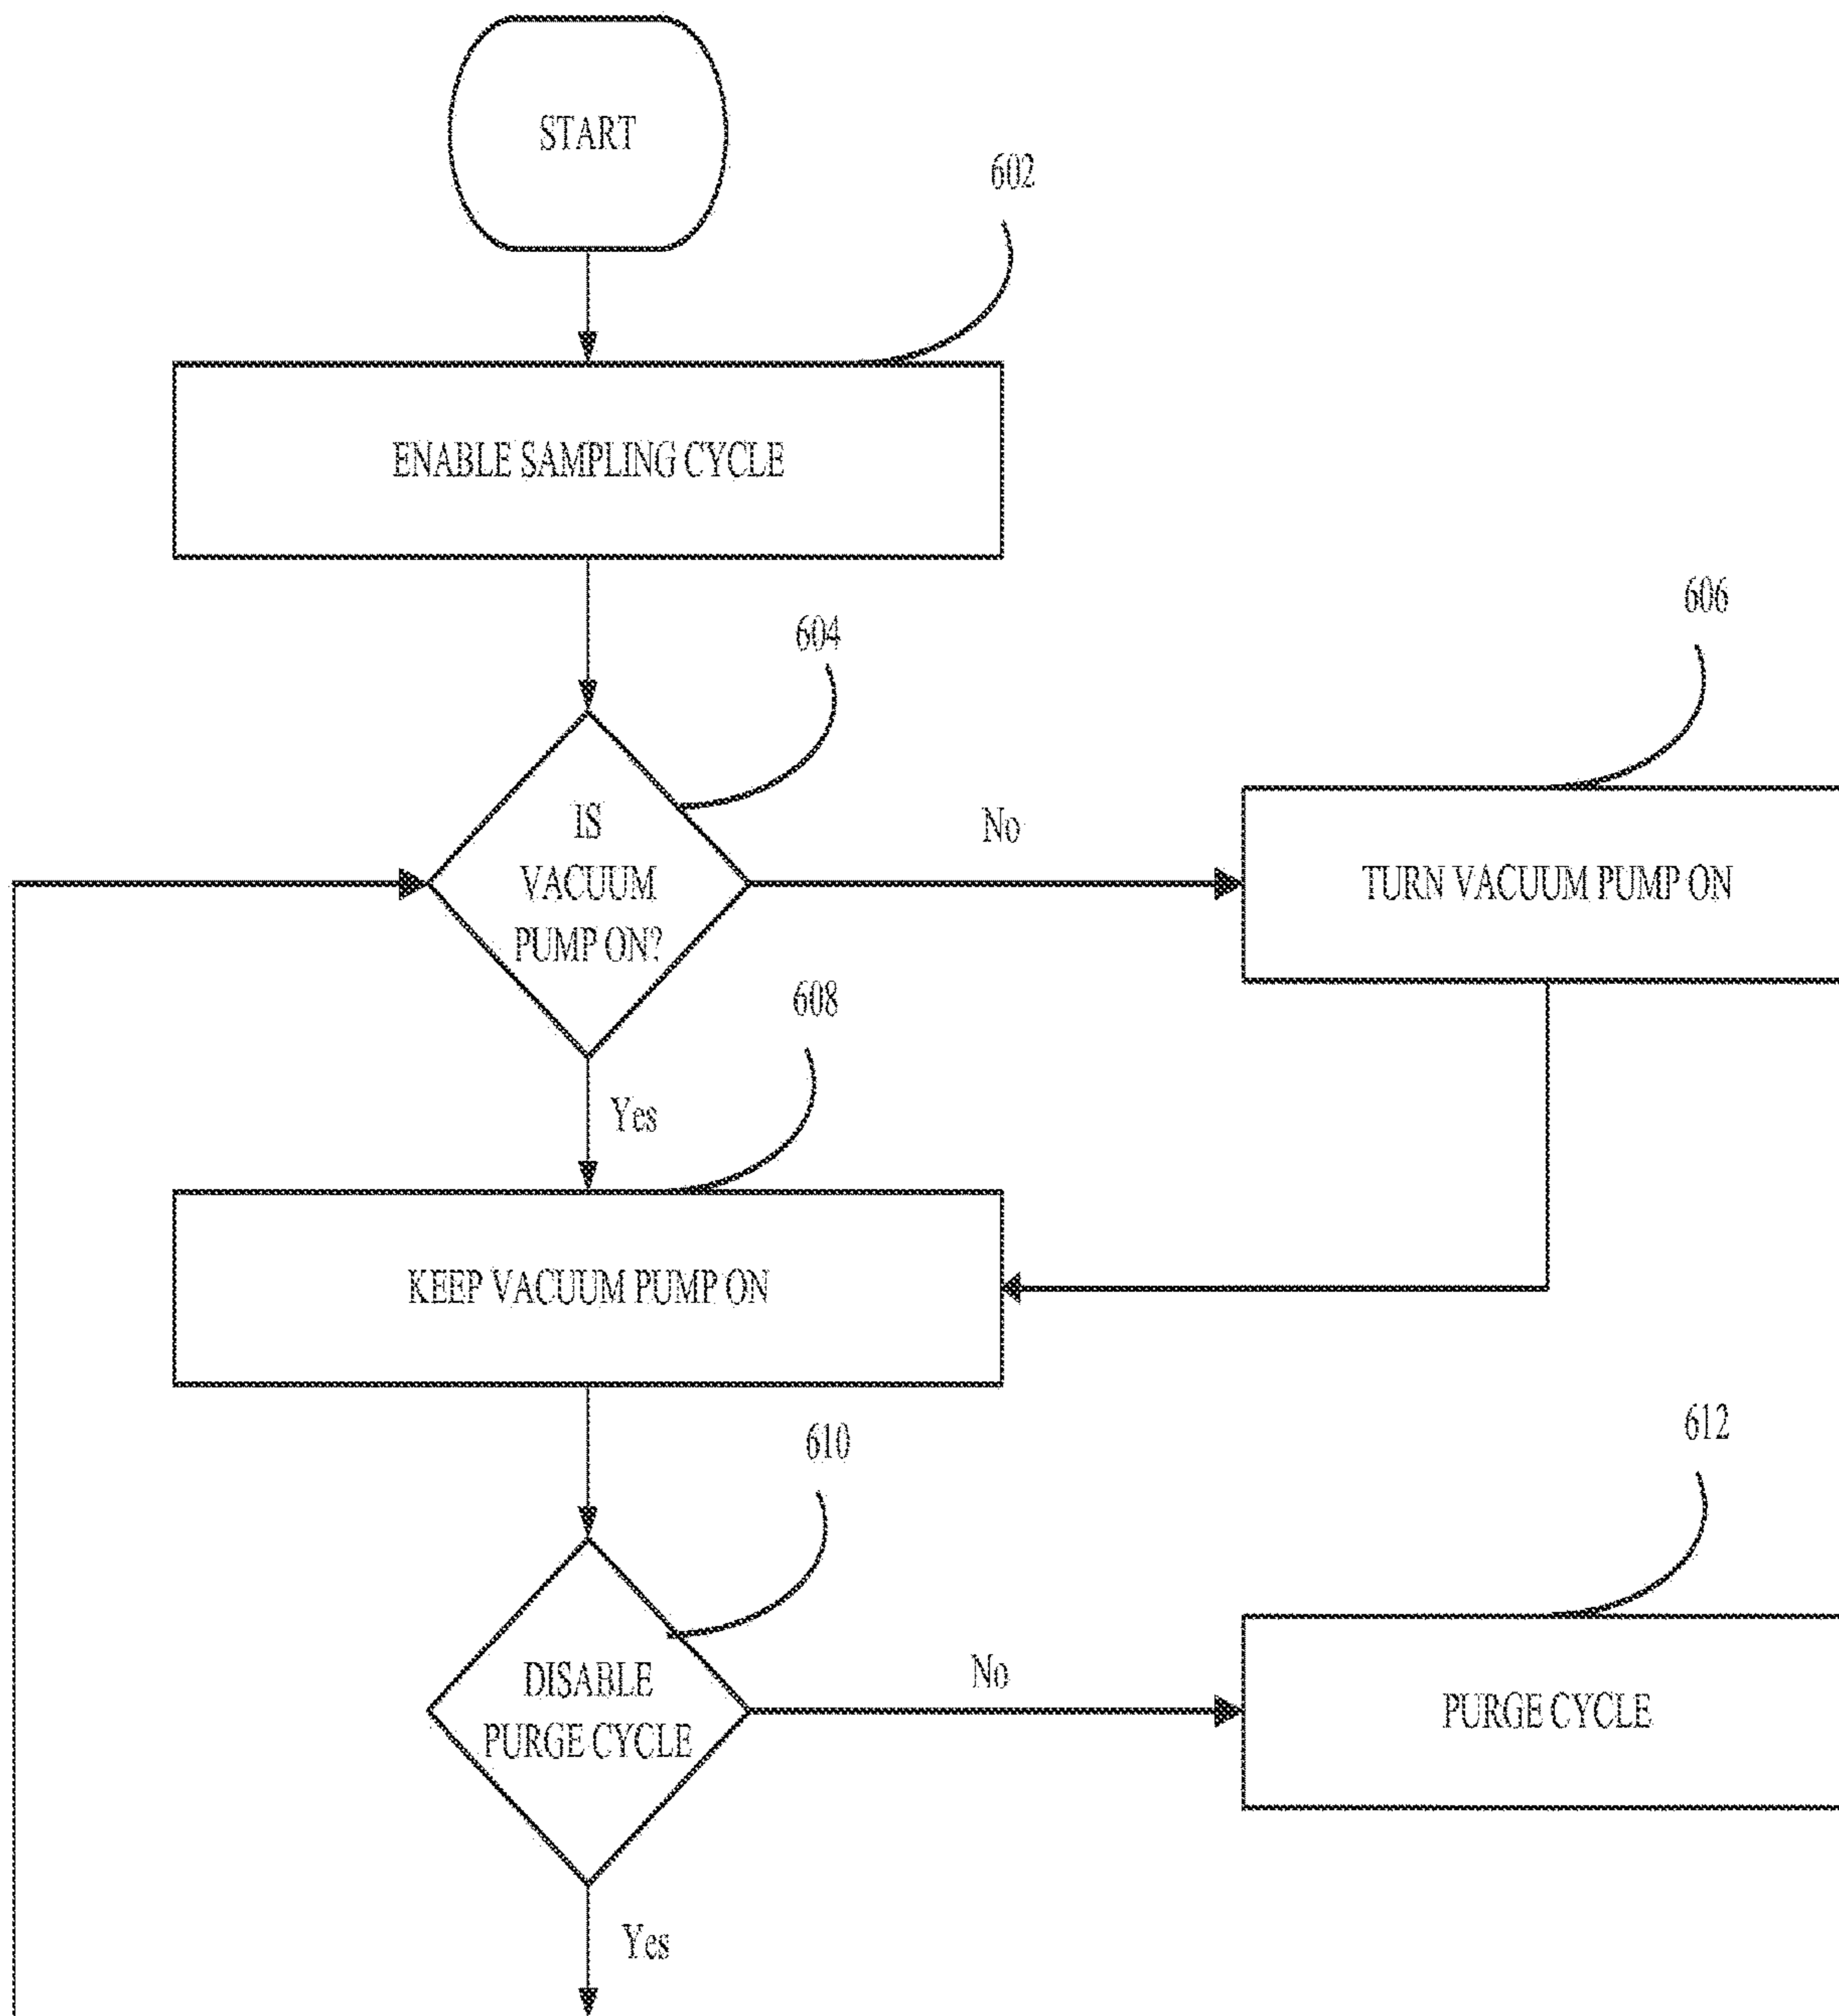 START
602
ENABLE SAMPLING CYCLE
604
606
IS
VACUUM
PUMP ON?
No
TURN VACUUM PUMP ON
608
Yes
KEEP VACUUM PUMP ON
610
612
DISABLE
PURGE CYCLE
No
PURGE CYCLE
Yes